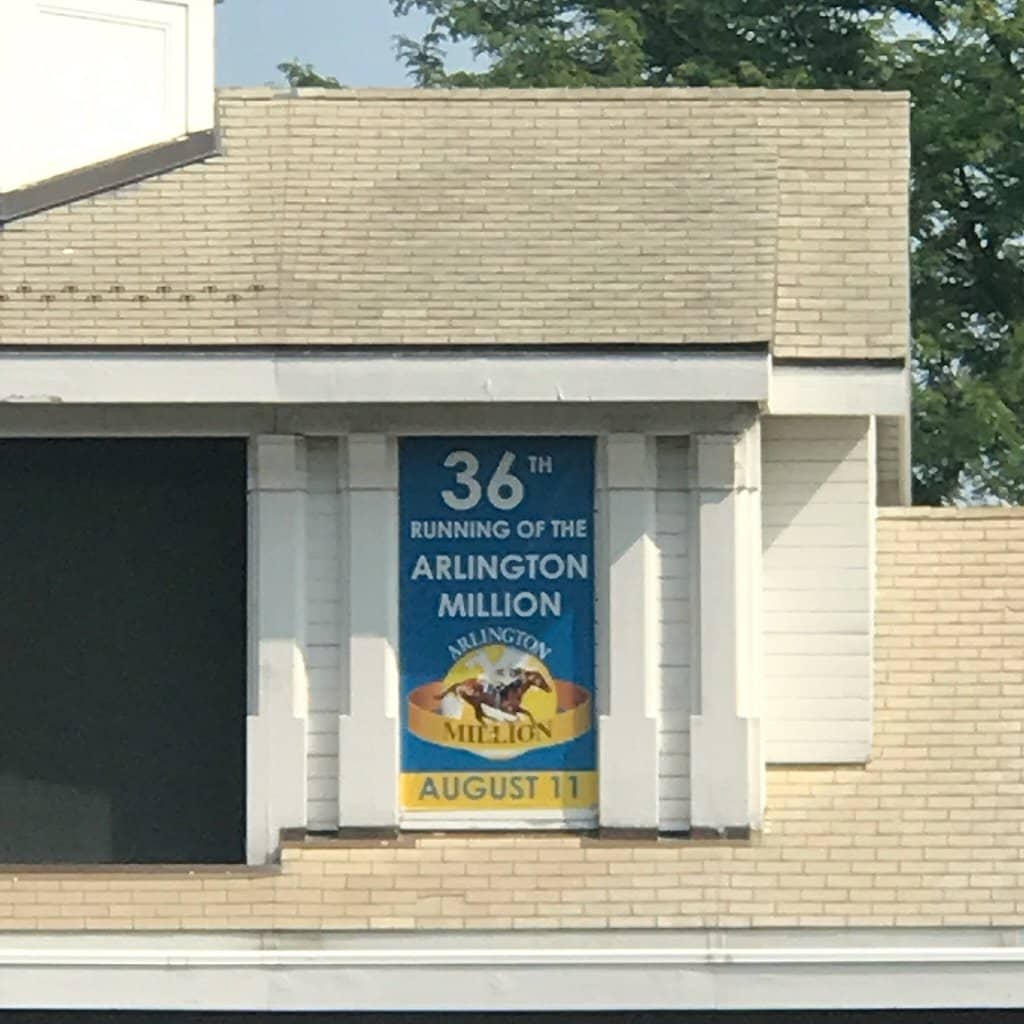 36TH
RUNNING OF THE
ARLINGTON
MILLION
ARLINGTON
MILLION
AUGUST 11